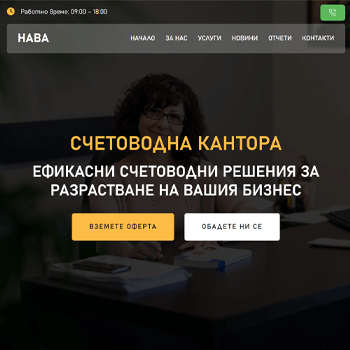 Работно време: 09:00 – 18:00
НАВА
НАЧАЛО ЗА НАС УСЛУГИ НОВИНИ ОТЧЕТИ КОНТАКТИ
СЧЕТОВОДНА КАНТОРА
ЕФИКАСНИ СЧЕТОВОДНИ РЕШЕНИЯ ЗА
РАЗРАСТВАНЕ НА ВАШИЯ БИЗНЕС
ВЗЕМЕТЕ ОФЕРТА ОБАДЕТЕ НИ СЕ